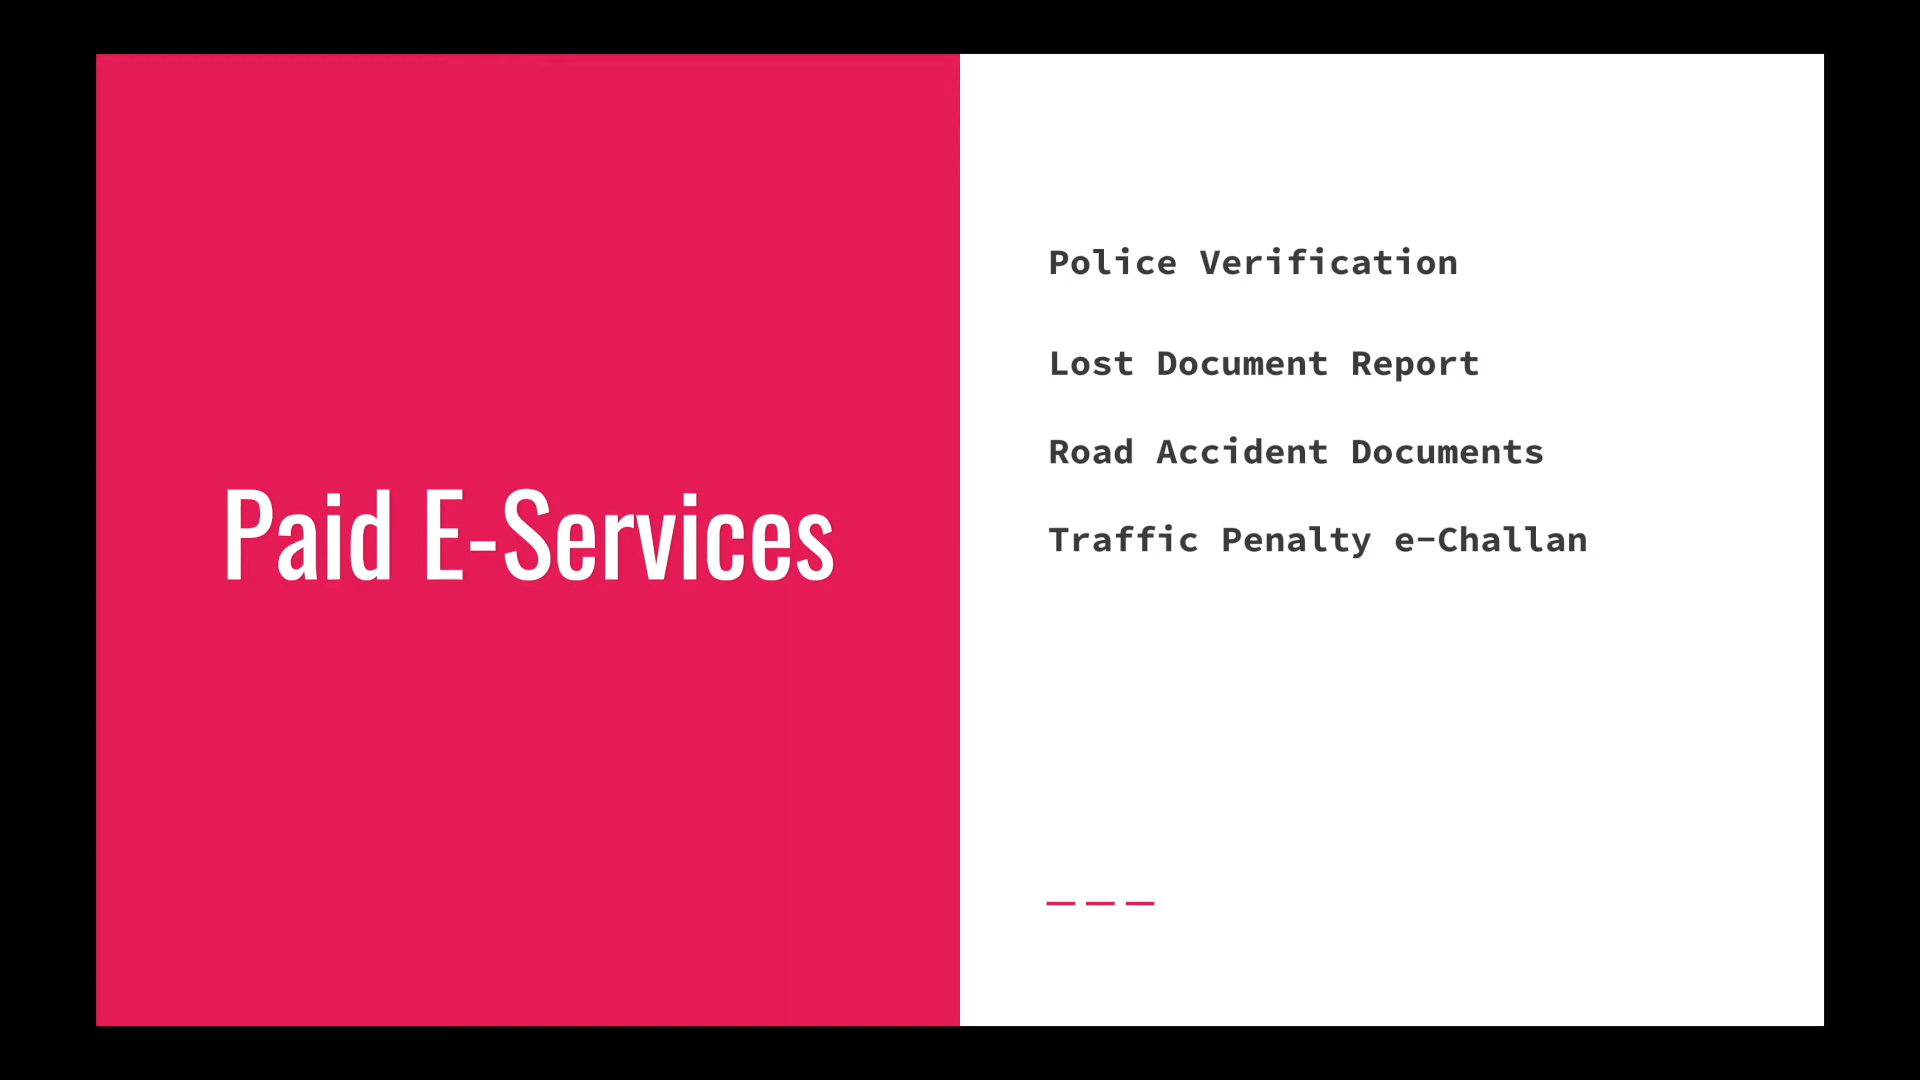 Paid E-Services
Police Verification
Lost Document Report
Road Accident Documents
Traffic Penalty e-Challan